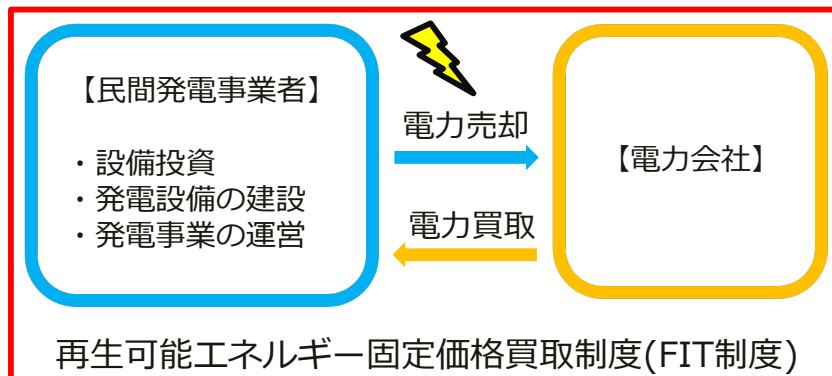 【民間発電事業者】
・設備投資
・発電設備の建設
・発電事業の運営
電力売却
電力買取
【電力会社】
再生可能エネルギー固定価格買取制度(FIT制度)